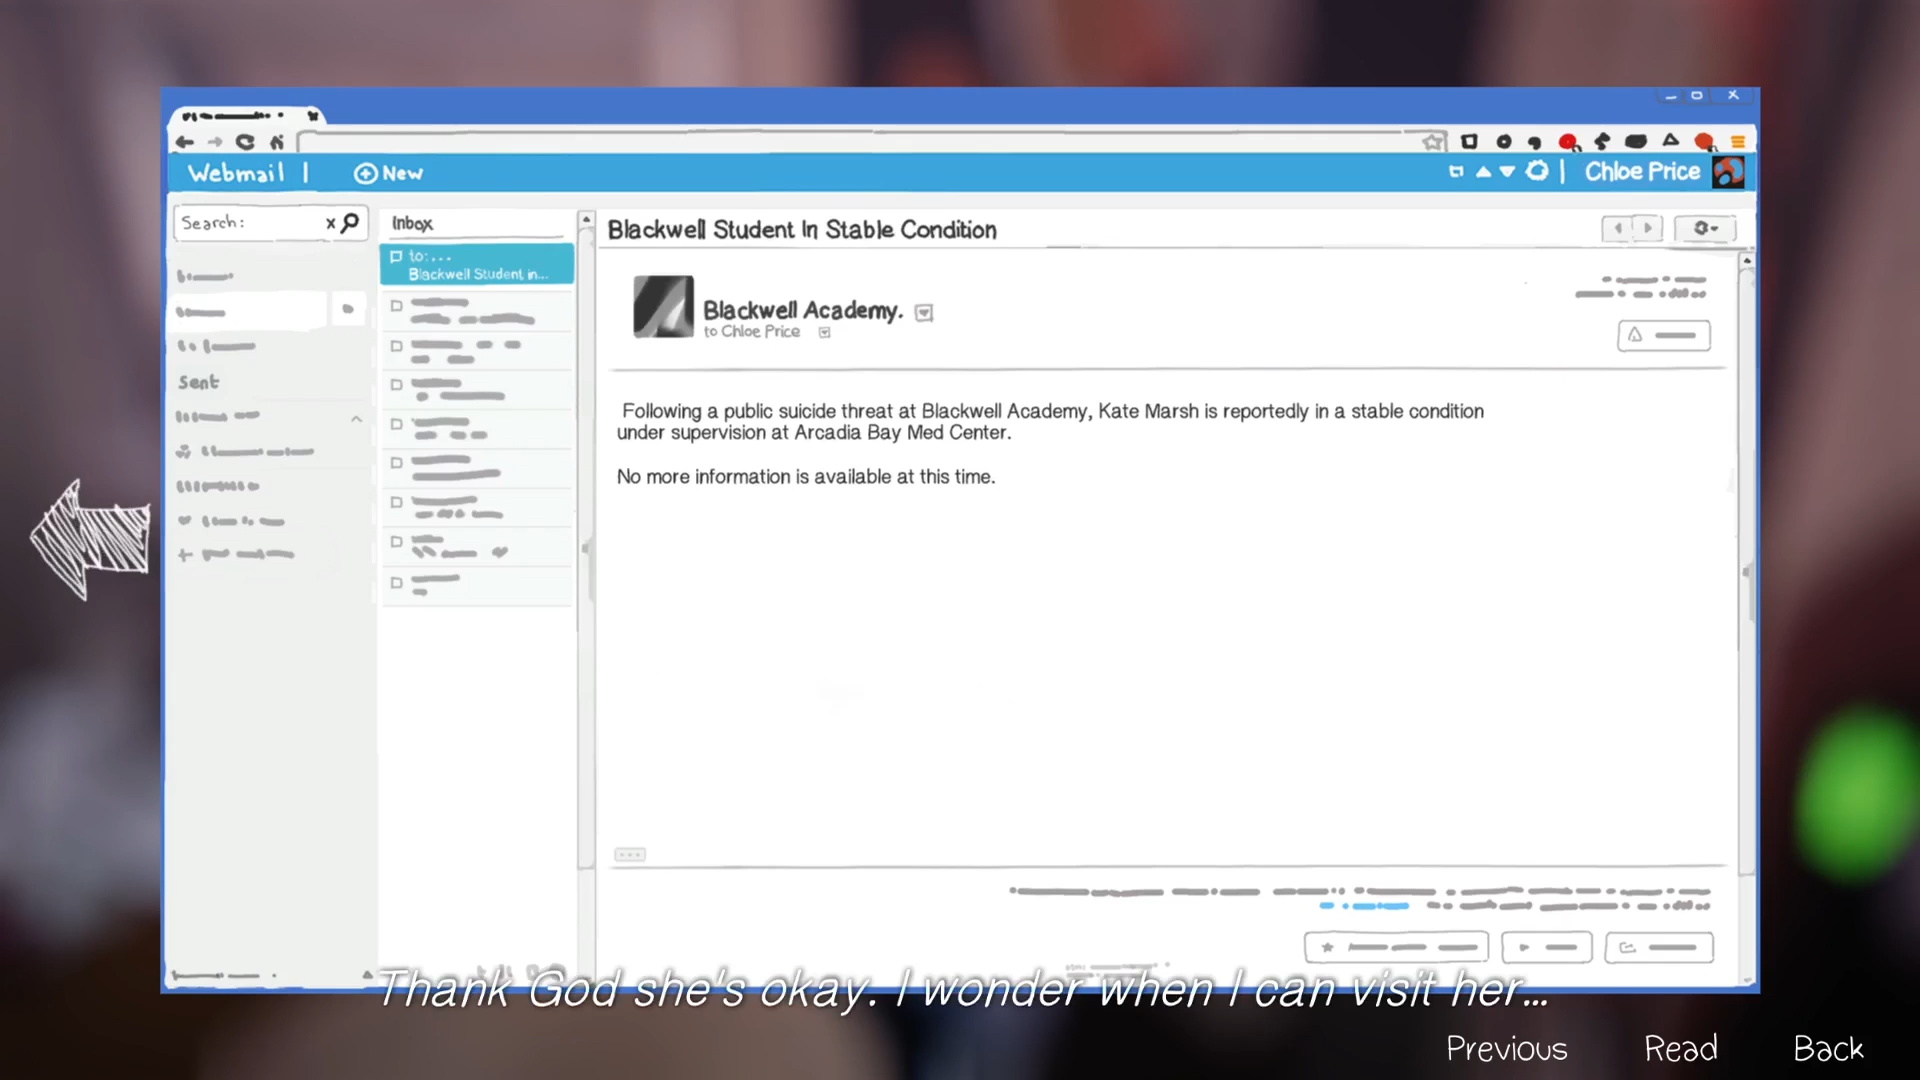 Webmail |
New
Chloe Price
Search:
Sent
Inbox
to:...
Blackwell Student in...
Blackwell Student In Stable Condition
Blackwell Academy.
to Chloe Price
Following a public suicide threat at Blackwell Academy, Kate Marsh is reportedly in a stable condition
under supervision at Arcadia Bay Med Center.
No more information is available at this time.
Thank God she's okay. I wonder when I can visit her...
Previous
Read
Back